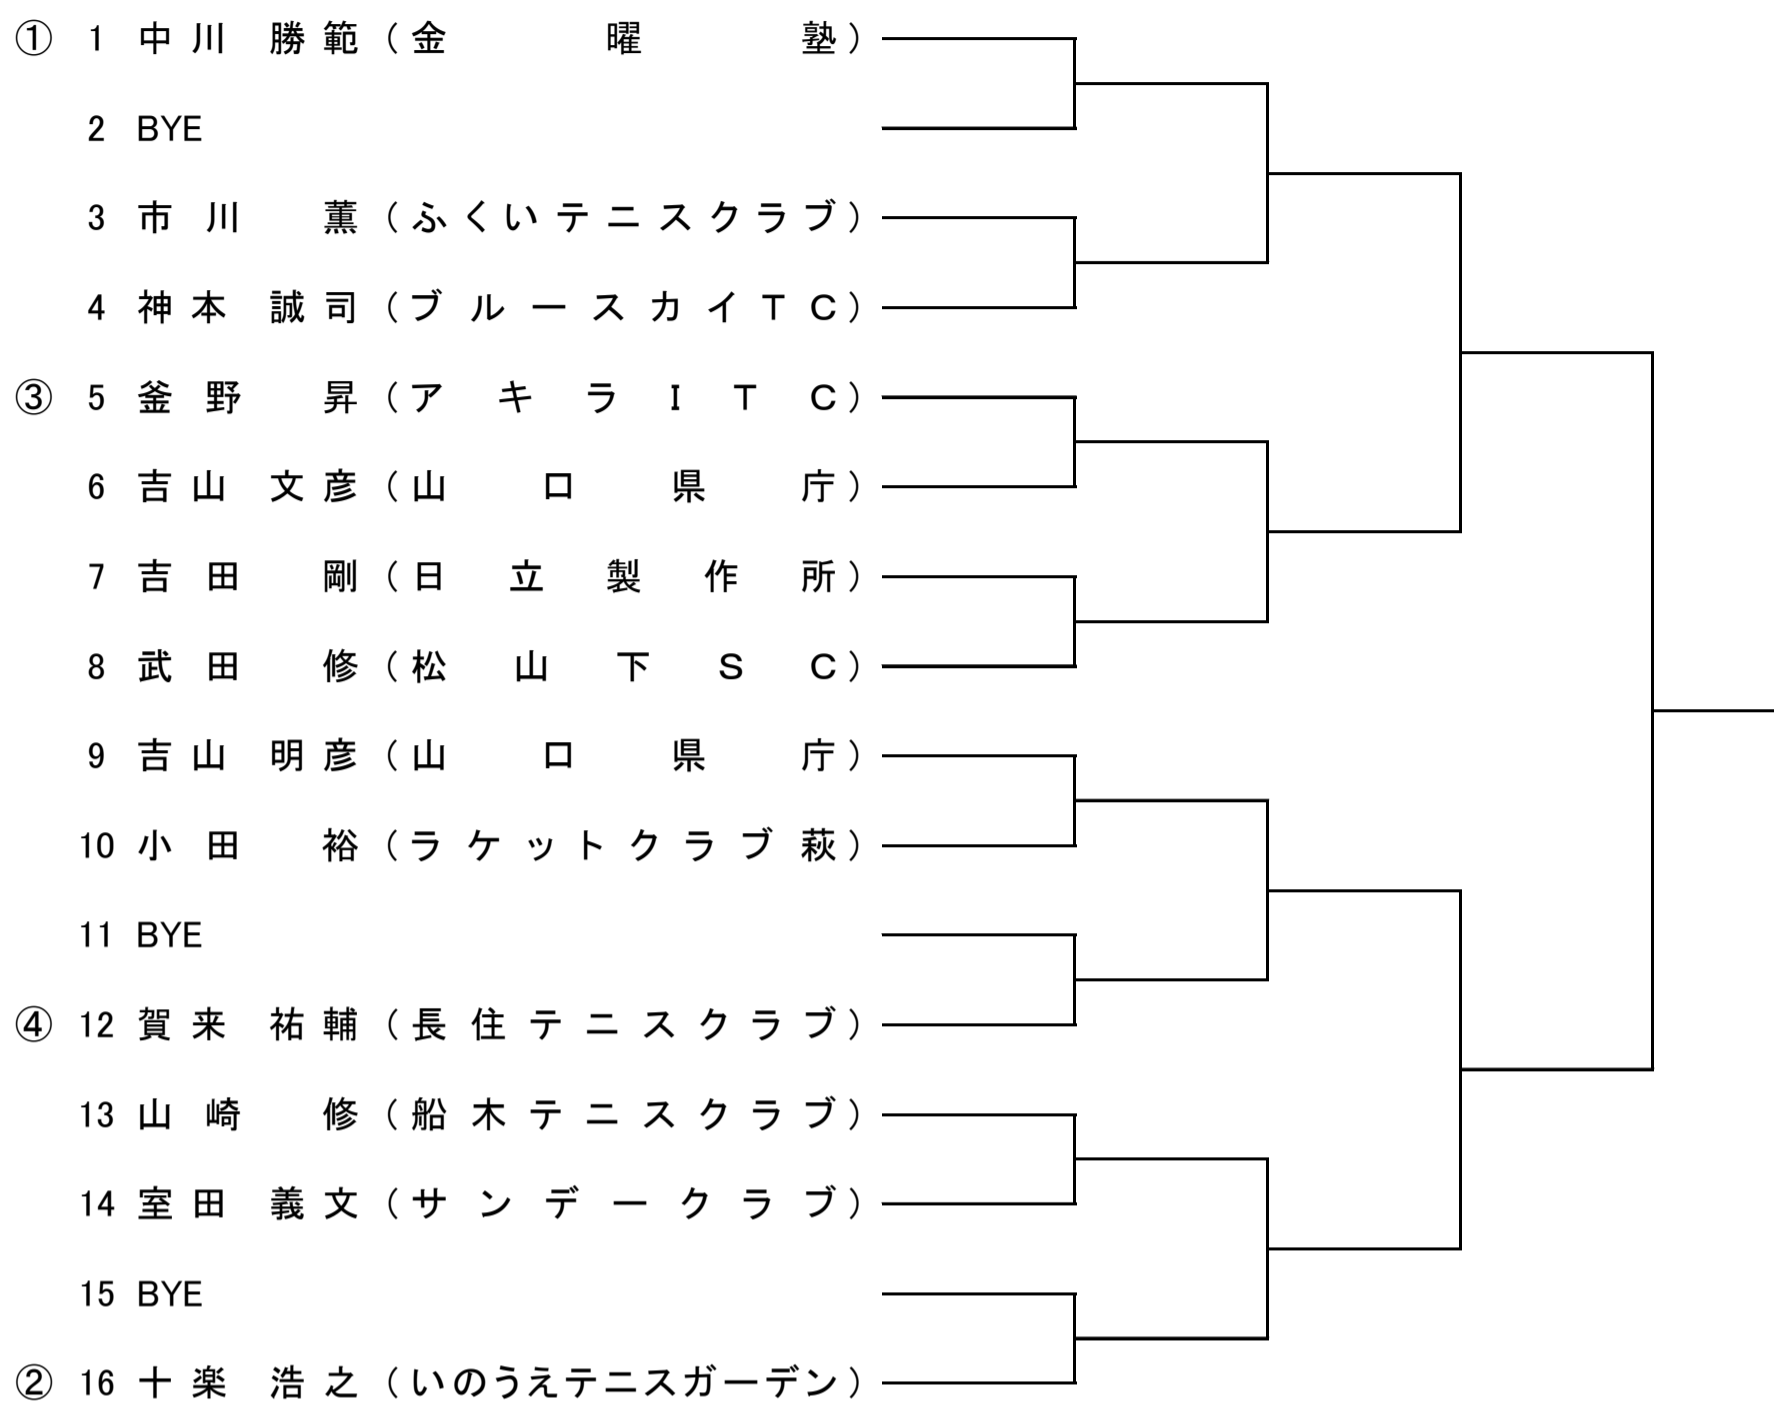 ① 1 中川 勝範(金曜塾)
2 BYE
3 市川 薫(ふくいテニスクラブ)
4 神本 誠司(ブルースカイTC)
③ 5 釜野 昇(アキラITC)
6 吉山 文彦(山口県庁)
7 吉田 剛(日立製作所)
8 武田 修(松山下SC)
9 吉山 明彦(山口県庁)
10 小田 裕(ラケットクラブ萩)
11 BYE
④ 12 賀来 祐輔(長住テニスクラブ)
13 山崎 修(船木テニスクラブ)
14 室田 義文(サンデークラブ)
15 BYE
② 16 十楽 浩之(いのうえテニスガーデン)